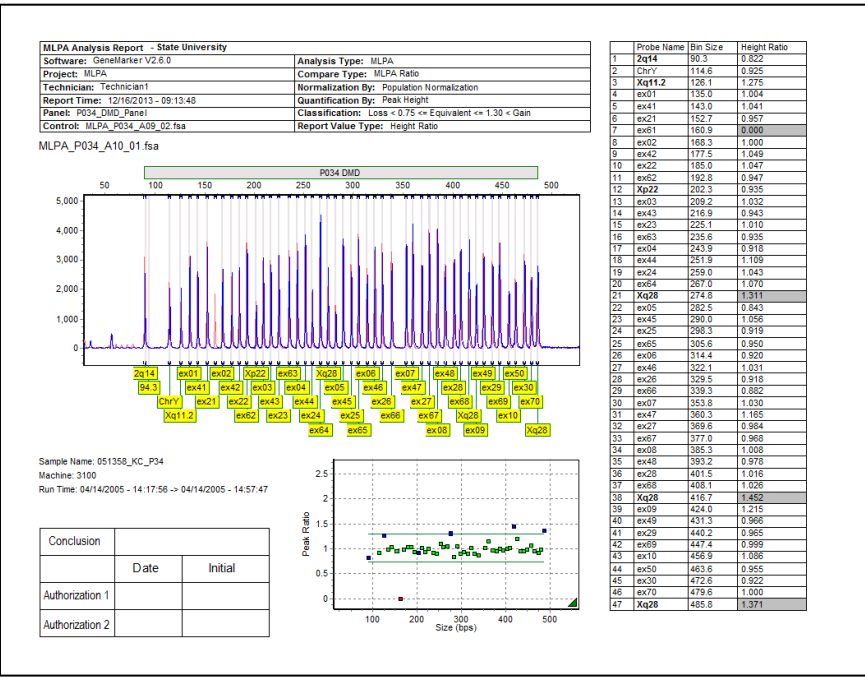 MLPA Analysis Report - State University
Software: GeneMarker V2.6.0 Analysis Type: MLPA
Project: MLPA Compare Type: MLPA Ratio
Technician: Technician1 Normalization By: Population Normalization
Report Time: 12/16/2013 - 09:13:48 Quantification By: Peak Height
Panel: P034_DMD_Panel Classification: Loss < 0.75 <= Equivalent <= 1.30 < Gain
Control: MLPA_P034_A09_02.fsa Report Value Type: Height Ratio
MLPA_P034_A10_01.fsa
P034 DMD
50 100 150 200 250 300 350 400 450 500
5,000
4,000
3,000
2,000
1,000
0
2q14 ex01 ex02 Xp22 ex63 Xq28 ex06 ex07 ex48 ex49 ex50
94.3 ex41 ex42 ex03 ex04 ex05 ex46 ex47 ex28 ex29 ex30
ChrY ex21 ex22 ex43 ex44 ex45 ex26 ex27 ex68 ex69 ex70
Xq11.2 ex62 ex23 ex24 ex25 ex66 ex67 Xq28 ex10
ex64 ex65 ex08 ex09 Xq28
Sample Name: 051358_KC_P34
Machine: 3100
Run Time: 04/14/2005 - 14:17:56 -> 04/14/2005 - 14:57:47
Conclusion
Date Initial
Authorization 1
Authorization 2
Peak Ratio
2.5
2
1.5
1
0.5
0
100 200 300 400 500
Size (bps)
Probe Name Bin Size Height Ratio
1 2q14 90.3 0.822
2 ChrY 114.6 0.925
3 Xq11.2 126.1 1.275
4 ex01 135.0 1.004
5 ex41 143.0 1.041
6 ex21 152.7 0.957
7 ex61 160.9 0.000
8 ex02 168.3 1.000
9 ex42 177.5 1.049
10 ex22 185.0 1.047
11 ex62 192.8 0.947
12 Xp22 202.3 0.935
13 ex03 209.2 1.032
14 ex43 216.9 0.943
15 ex23 225.1 1.010
16 ex63 235.6 0.935
17 ex04 243.9 0.918
18 ex44 251.9 1.109
19 ex24 259.0 1.043
20 ex64 267.0 1.070
21 Xq28 274.8 1.311
22 ex05 282.5 0.843
23 ex45 290.0 1.056
24 ex25 298.3 0.919
25 ex65 305.6 0.950
26 ex06 314.4 0.920
27 ex46 322.1 1.031
28 ex26 329.5 0.918
29 ex66 339.3 0.882
30 ex07 353.8 1.030
31 ex47 360.3 1.165
32 ex27 369.6 0.984
33 ex67 377.0 0.968
34 ex08 385.3 1.008
35 ex48 393.2 0.978
36 ex28 401.5 1.016
37 ex68 408.1 1.026
38 Xq28 416.7 1.452
39 ex09 424.0 1.215
40 ex49 431.3 0.966
41 ex29 440.2 0.965
42 ex69 447.4 0.999
43 ex10 456.9 1.086
44 ex50 463.6 0.955
45 ex30 472.6 0.922
46 ex70 479.6 1.000
47 Xq28 485.8 1.371